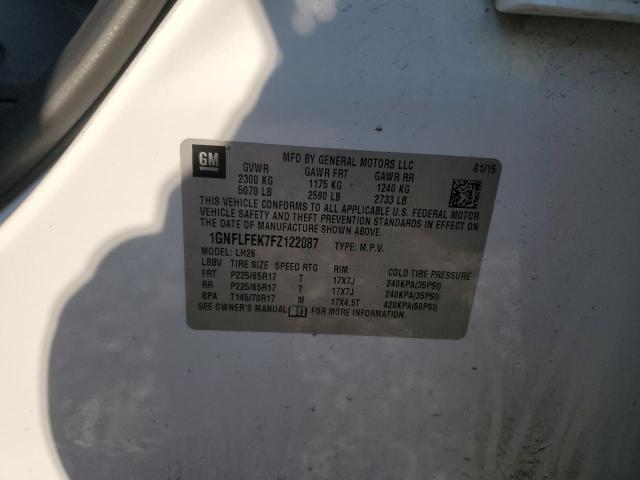 GM MFD BY GENERAL MOTORS LLC 01/15
GVWR GAWR FRT GAWR RR
2300 KG 1175 KG 1240 KG
5070 LB 2590 LB 2733 LB
THIS VEHICLE CONFORMS TO ALL APPLICABLE U.S. FEDERAL MOTOR
VEHICLE SAFETY AND THEFT PREVENTION STANDARDS IN EFFECT ON
THE DATE OF MANUFACTURE SHOWN ABOVE.
1GNFLFEK7FZ122087 TYPE: M.P.V.
MODEL: LH26
LBBV TIRE SIZE SPEED RTG RIM COLD TIRE PRESSURE
FRT P225/65R17 T 17X7J 240KPA(35PSI)
RR P225/65R17 T 17X7J 240KPA(35PSI)
SPA T145/70R17 M 17X4.5T 420KPA(60PSI)
SEE OWNER'S MANUAL FOR MORE INFORMATION.